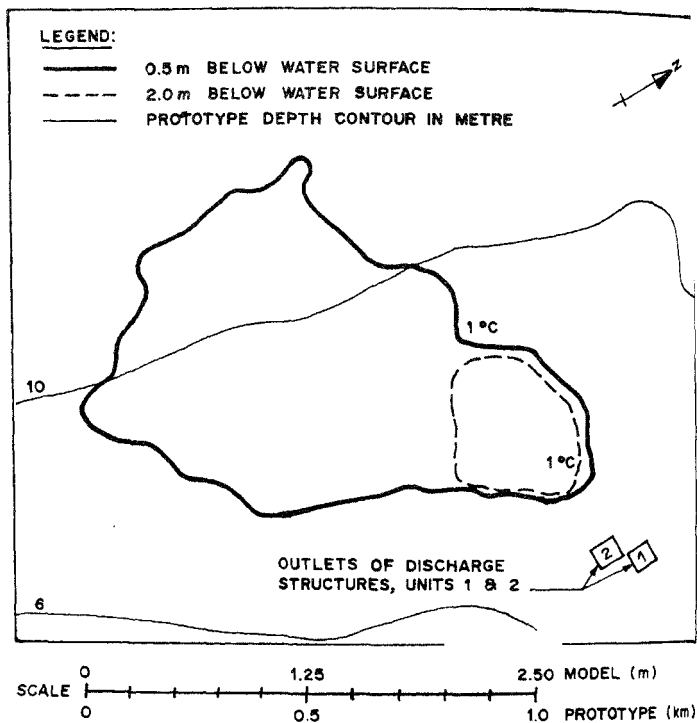 LEGEND:
0.5 m BELOW WATER SURFACE
2.0 m BELOW WATER SURFACE
PROTOTYPE DEPTH CONTOUR IN METRE
N
1 °C
10
1 °C
2
1
OUTLETS OF DISCHARGE
STRUCTURES, UNITS 1 & 2
6
0 1.25 2.50 MODEL (m)
SCALE
0 0.5 1.0 PROTOTYPE (km)